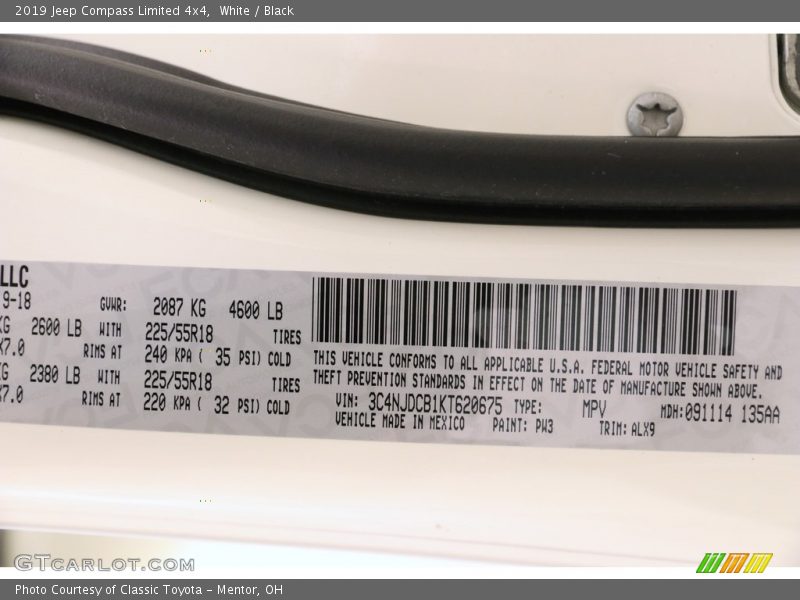 2019 Jeep Compass Limited 4x4, White / Black
LLC
9-18 GVWR: 2087 KG 4600 LB
KG 2600 LB WITH 225/55R18 TIRES
X7.0 RIMS AT 240 KPA ( 35 PSI) COLD
KG 2380 LB WITH 225/55R18 TIRES
X7.0 RIMS AT 220 KPA ( 32 PSI) COLD
THIS VEHICLE CONFORMS TO ALL APPLICABLE U.S.A. FEDERAL MOTOR VEHICLE SAFETY AND
THEFT PREVENTION STANDARDS IN EFFECT ON THE DATE OF MANUFACTURE SHOWN ABOVE.
VIN: 3C4NJDCB1KT620675 TYPE: MPV MDH: 091114 135AA
VEHICLE MADE IN MEXICO PAINT: PW3 TRIM: ALX9
GTCARLOT.COM
Photo Courtesy of Classic Toyota - Mentor, OH